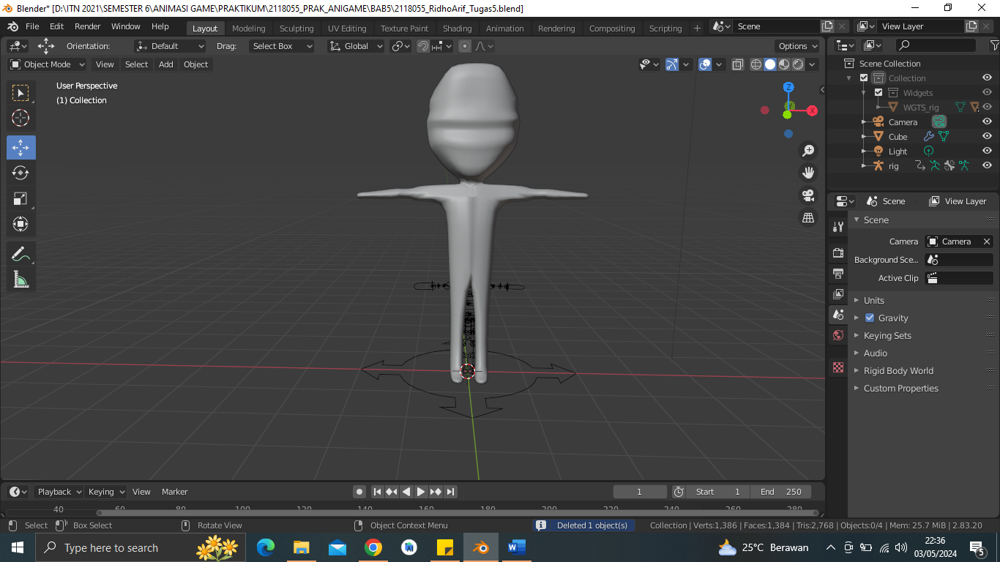 Blender* [D:\ITN 2021\SEMESTER 6\ANIMASI GAME\PRAKTIKUM\2118055_PRAK_ANIGAME\BAB5\2118055_RidhoArif_Tugas5.blend]
File Edit Render Window Help Layout Modeling Sculpting UV Editing Texture Paint Shading Animation Rendering Compositing Scripting + Scene View Layer
Orientation: Default Drag: Select Box Global Options
Object Mode View Select Add Object
User Perspective
(1) Collection
Z
X
Y
Scene Collection
Collection
Widgets
WGTS_rig
Camera
Cube
Light
rig
Scene View Layer
Scene
Camera Camera
Background Sce...
Active Clip
Units
Gravity
Keying Sets
Audio
Rigid Body World
Custom Properties
Playback Keying View Marker 1 Start 1 End 250
40 60 80 100 120 140 160 180 200 220 240 260 280
Select Box Select Rotate View Object Context Menu Deleted 1 object(s) Collection | Verts:1,386 | Faces:1,384 | Tris:2,768 | Objects:0/4 | Mem: 25.7 MiB | 2.83.20
Type here to search 25°C Berawan 22:36
03/05/2024
5